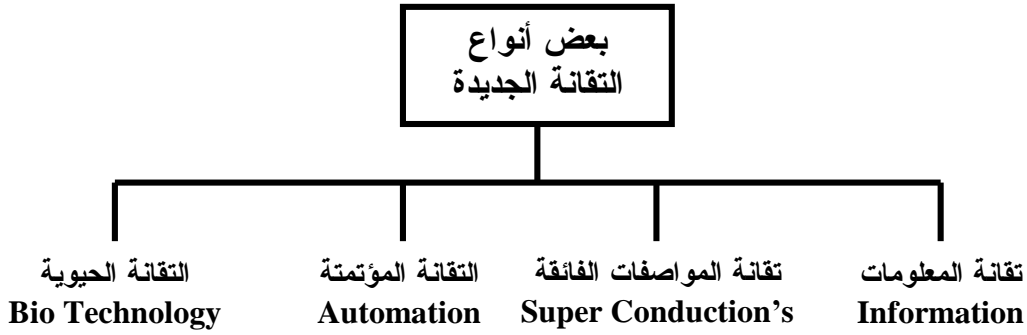 بعض أنواع
التقانة الجديدة
تقانة المعلومات
Information
تقانة المواصفات الفائقة
Super Conduction's
التقانة المؤتمتة
Automation
التقانة الحيوية
Bio Technology